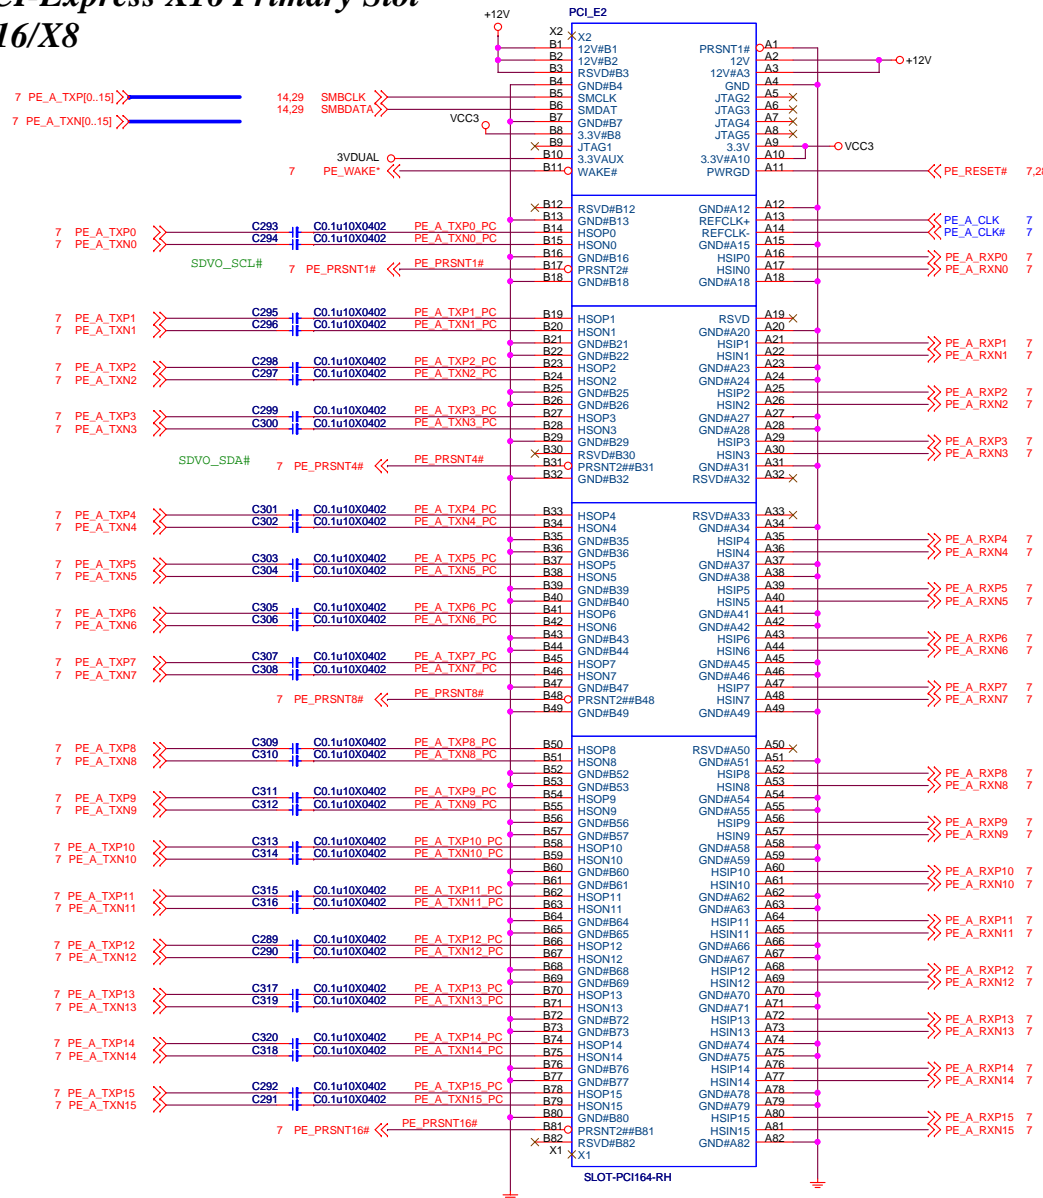 CI-Express X16 Primary Slot
16/X8
+12V PCI_E2
X2 X2
B1 12V#B1 PRSNT1# A1
B2 12V#B2 12V A2 +12V
B3 RSVD#B3 12V#A3 A3
B4 GND#B4 GND A4
7 PE_A_TXP[0..15] 14,29 SMBCLK B5 SMCLK JTAG2 A5
14,29 SMBDATA B6 SMDAT JTAG3 A6
7 PE_A_TXN[0..15] VCC3 B7 GND#B7 JTAG4 A7
B8 3.3V#B8 JTAG5 A8
B9 JTAG1 3.3V A9 VCC3
3VDUAL B10 3.3VAUX 3.3V#A10 A10
7 PE_WAKE* B11 WAKE# PWRGD A11 PE_RESET# 7,28
B12 RSVD#B12 GND#A12 A12
B13 GND#B13 REFCLK+ A13 PE_A_CLK 7
7 PE_A_TXP0 C293 C0.1u10X0402 PE_A_TXP0_PC B14 HSOP0 REFCLK- A14 PE_A_CLK# 7
7 PE_A_TXN0 C294 C0.1u10X0402 PE_A_TXN0_PC B15 HSON0 GND#A15 A15
B16 GND#B16 HSIP0 A16 PE_A_RXP0 7
SDVO_SCL# 7 PE_PRSNT1# PE_PRSNT1# B17 PRSNT2# HSIN0 A17 PE_A_RXN0 7
B18 GND#B18 GND#A18 A18
7 PE_A_TXP1 C295 C0.1u10X0402 PE_A_TXP1_PC B19 HSOP1 RSVD A19
7 PE_A_TXN1 C296 C0.1u10X0402 PE_A_TXN1_PC B20 HSON1 GND#A20 A20
B21 GND#B21 HSIP1 A21 PE_A_RXP1 7
B22 GND#B22 HSIN1 A22 PE_A_RXN1 7
7 PE_A_TXP2 C298 C0.1u10X0402 PE_A_TXP2_PC B23 HSOP2 GND#A23 A23
7 PE_A_TXN2 C297 C0.1u10X0402 PE_A_TXN2_PC B24 HSON2 GND#A24 A24
B25 GND#B25 HSIP2 A25 PE_A_RXP2 7
B26 GND#B26 HSIN2 A26 PE_A_RXN2 7
7 PE_A_TXP3 C299 C0.1u10X0402 PE_A_TXP3_PC B27 HSOP3 GND#A27 A27
7 PE_A_TXN3 C300 C0.1u10X0402 PE_A_TXN3_PC B28 HSON3 GND#A28 A28
B29 GND#B29 HSIP3 A29 PE_A_RXP3 7
B30 RSVD#B30 HSIN3 A30 PE_A_RXN3 7
SDVO_SDA# 7 PE_PRSNT4# PE_PRSNT4# B31 PRSNT2##B31 GND#A31 A31
B32 GND#B32 RSVD#A32 A32
7 PE_A_TXP4 C301 C0.1u10X0402 PE_A_TXP4_PC B33 HSOP4 RSVD#A33 A33
7 PE_A_TXN4 C302 C0.1u10X0402 PE_A_TXN4_PC B34 HSON4 GND#A34 A34
B35 GND#B35 HSIP4 A35 PE_A_RXP4 7
B36 GND#B36 HSIN4 A36 PE_A_RXN4 7
7 PE_A_TXP5 C303 C0.1u10X0402 PE_A_TXP5_PC B37 HSOP5 GND#A37 A37
7 PE_A_TXN5 C304 C0.1u10X0402 PE_A_TXN5_PC B38 HSON5 GND#A38 A38
B39 GND#B39 HSIP5 A39 PE_A_RXP5 7
B40 GND#B40 HSIN5 A40 PE_A_RXN5 7
7 PE_A_TXP6 C305 C0.1u10X0402 PE_A_TXP6_PC B41 HSOP6 GND#A41 A41
7 PE_A_TXN6 C306 C0.1u10X0402 PE_A_TXN6_PC B42 HSON6 GND#A42 A42
B43 GND#B43 HSIP6 A43 PE_A_RXP6 7
B44 GND#B44 HSIN6 A44 PE_A_RXN6 7
7 PE_A_TXP7 C307 C0.1u10X0402 PE_A_TXP7_PC B45 HSOP7 GND#A45 A45
7 PE_A_TXN7 C308 C0.1u10X0402 PE_A_TXN7_PC B46 HSON7 GND#A46 A46
B47 GND#B47 HSIP7 A47 PE_A_RXP7 7
7 PE_PRSNT8# PE_PRSNT8# B48 PRSNT2##B48 HSIN7 A48 PE_A_RXN7 7
B49 GND#B49 GND#A49 A49
7 PE_A_TXP8 C309 C0.1u10X0402 PE_A_TXP8_PC B50 HSOP8 RSVD#A50 A50
7 PE_A_TXN8 C310 C0.1u10X0402 PE_A_TXN8_PC B51 HSON8 GND#A51 A51
B52 GND#B52 HSIP8 A52 PE_A_RXP8 7
B53 GND#B53 HSIN8 A53 PE_A_RXN8 7
7 PE_A_TXP9 C311 C0.1u10X0402 PE_A_TXP9_PC B54 HSOP9 GND#A54 A54
7 PE_A_TXN9 C312 C0.1u10X0402 PE_A_TXN9_PC B55 HSON9 GND#A55 A55
B56 GND#B56 HSIP9 A56 PE_A_RXP9 7
B57 GND#B57 HSIN9 A57 PE_A_RXN9 7
7 PE_A_TXP10 C313 C0.1u10X0402 PE_A_TXP10_PC B58 HSOP10 GND#A58 A58
7 PE_A_TXN10 C314 C0.1u10X0402 PE_A_TXN10_PC B59 HSON10 GND#A59 A59
B60 GND#B60 HSIP10 A60 PE_A_RXP10 7
B61 GND#B61 HSIN10 A61 PE_A_RXN10 7
7 PE_A_TXP11 C315 C0.1u10X0402 PE_A_TXP11_PC B62 HSOP11 GND#A62 A62
7 PE_A_TXN11 C316 C0.1u10X0402 PE_A_TXN11_PC B63 HSON11 GND#A63 A63
B64 GND#B64 HSIP11 A64 PE_A_RXP11 7
B65 GND#B65 HSIN11 A65 PE_A_RXN11 7
7 PE_A_TXP12 C289 C0.1u10X0402 PE_A_TXP12_PC B66 HSOP12 GND#A66 A66
7 PE_A_TXN12 C290 C0.1u10X0402 PE_A_TXN12_PC B67 HSON12 GND#A67 A67
B68 GND#B68 HSIP12 A68 PE_A_RXP12 7
B69 GND#B69 HSIN12 A69 PE_A_RXN12 7
7 PE_A_TXP13 C317 C0.1u10X0402 PE_A_TXP13_PC B70 HSOP13 GND#A70 A70
7 PE_A_TXN13 C319 C0.1u10X0402 PE_A_TXN13_PC B71 HSON13 GND#A71 A71
B72 GND#B72 HSIP13 A72 PE_A_RXP13 7
B73 GND#B73 HSIN13 A73 PE_A_RXN13 7
7 PE_A_TXP14 C320 C0.1u10X0402 PE_A_TXP14_PC B74 HSOP14 GND#A74 A74
7 PE_A_TXN14 C318 C0.1u10X0402 PE_A_TXN14_PC B75 HSON14 GND#A75 A75
B76 GND#B76 HSIP14 A76 PE_A_RXP14 7
B77 GND#B77 HSIN14 A77 PE_A_RXN14 7
7 PE_A_TXP15 C292 C0.1u10X0402 PE_A_TXP15_PC B78 HSOP15 GND#A78 A78
7 PE_A_TXN15 C291 C0.1u10X0402 PE_A_TXN15_PC B79 HSON15 GND#A79 A79
B80 GND#B80 HSIP15 A80 PE_A_RXP15 7
7 PE_PRSNT16# PE_PRSNT16# B81 PRSNT2##B81 HSIN15 A81 PE_A_RXN15 7
B82 RSVD#B82 GND#A82 A82
X1 X1
SLOT-PCI164-RH